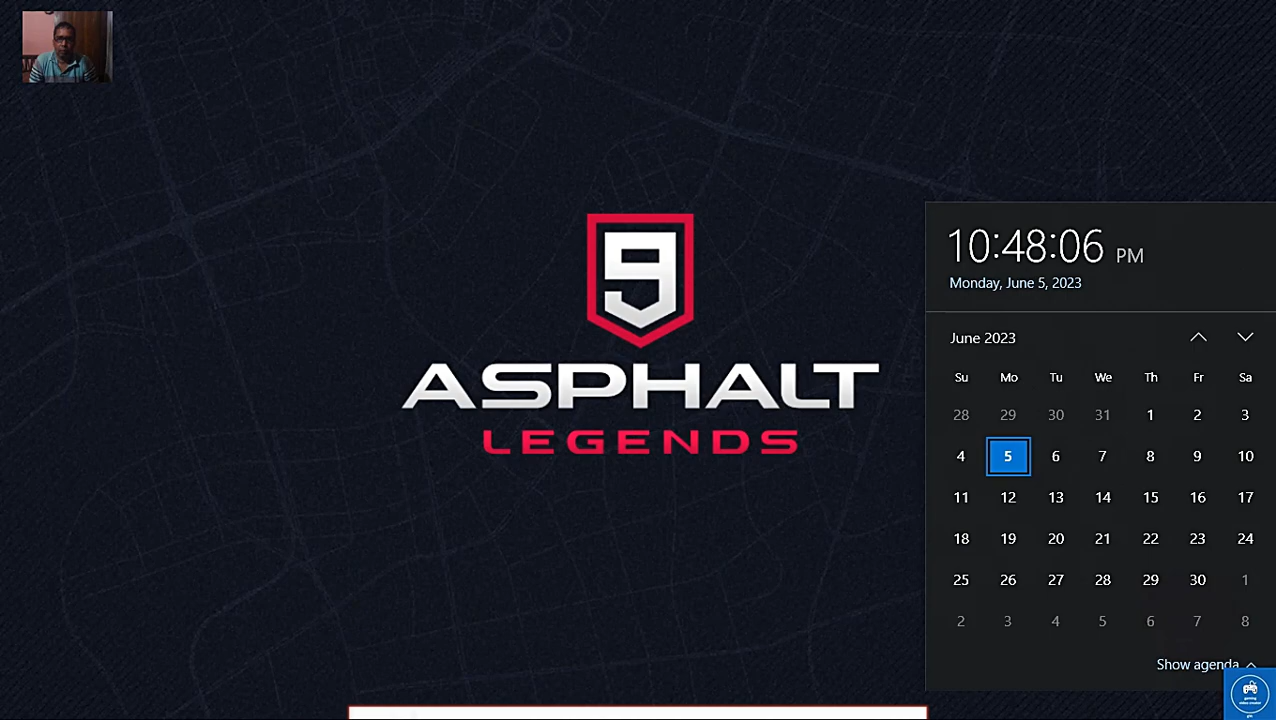 9
ASPHALT
LEGENDS
10:48:06 PM
Monday, June 5, 2023
June 2023
Su Mo Tu We Th Fr Sa
28 29 30 31 1 2 3
4 5 6 7 8 9 10
11 12 13 14 15 16 17
18 19 20 21 22 23 24
25 26 27 28 29 30 1
2 3 4 5 6 7 8
Show agenda
gaming
video creator